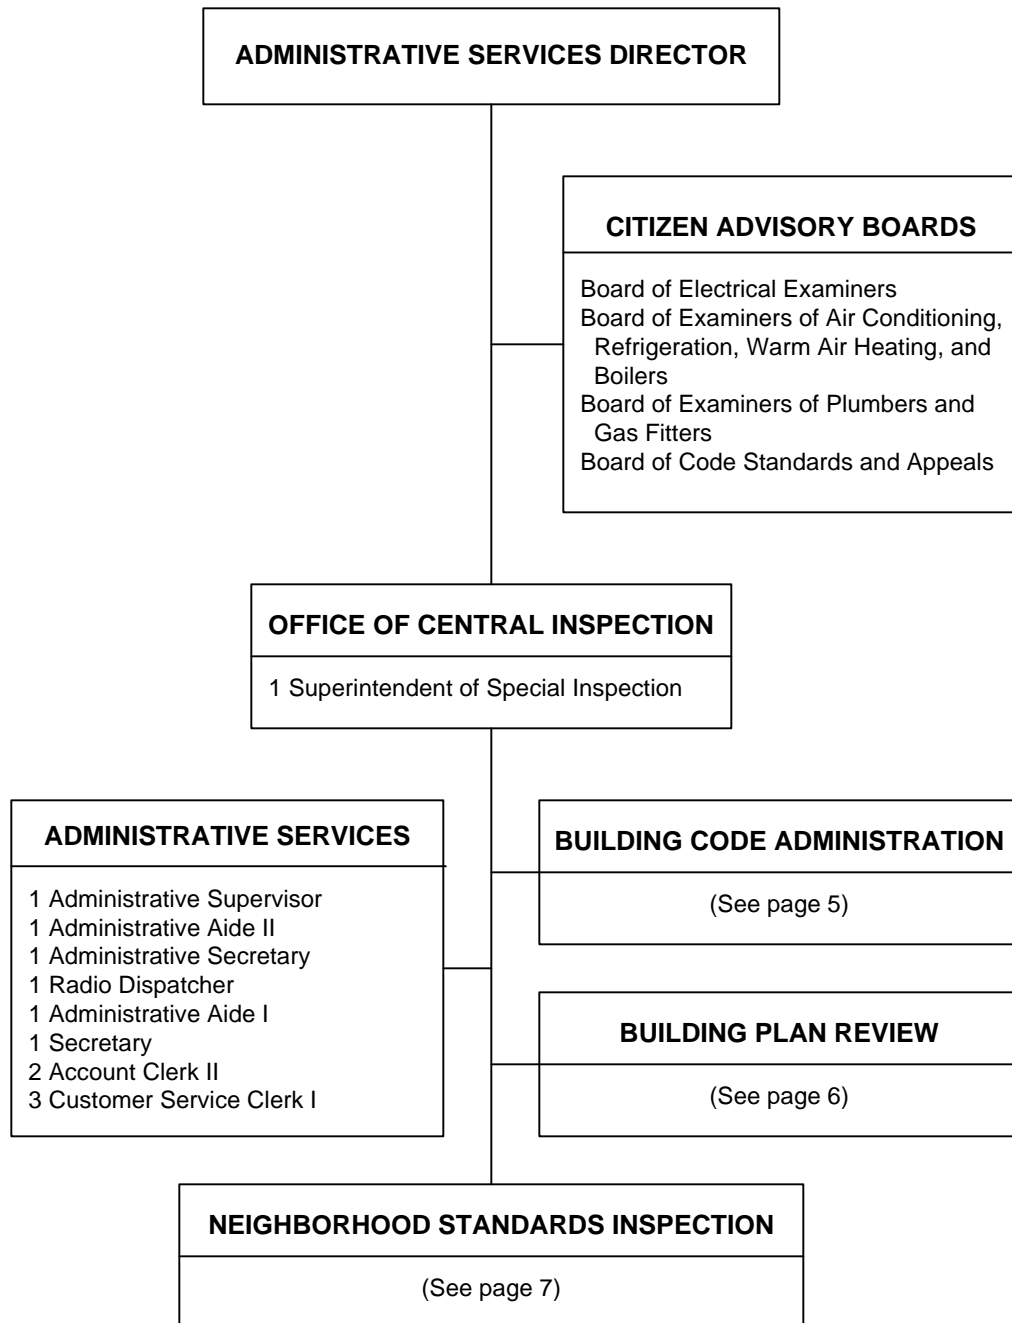 ADMINISTRATIVE SERVICES DIRECTOR
CITIZEN ADVISORY BOARDS
Board of Electrical Examiners
Board of Examiners of Air Conditioning,
Refrigeration, Warm Air Heating, and
Boilers
Board of Examiners of Plumbers and
Gas Fitters
Board of Code Standards and Appeals
OFFICE OF CENTRAL INSPECTION
1 Superintendent of Special Inspection
ADMINISTRATIVE SERVICES
1 Administrative Supervisor
1 Administrative Aide II
1 Administrative Secretary
1 Radio Dispatcher
1 Administrative Aide I
1 Secretary
2 Account Clerk II
3 Customer Service Clerk I
BUILDING CODE ADMINISTRATION
(See page 5)
BUILDING PLAN REVIEW
(See page 6)
NEIGHBORHOOD STANDARDS INSPECTION
(See page 7)